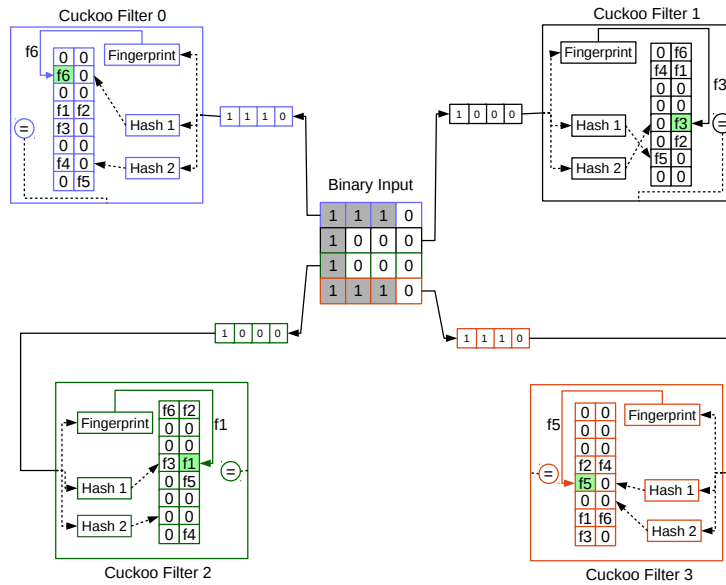 Cuckoo Filter 0
f6
Fingerprint
0 0
f6 0
0 0
f1 f2
f3 0
0 0
f4 0
0 f5
Hash 1
Hash 2
=
1 1 1 0
Cuckoo Filter 1
Fingerprint
f3
0 f6
f4 f1
0 0
0 0
0 f3
0 f2
f5 0
0 0
Hash 1
Hash 2
=
1 0 0 0
Binary Input
1 1 1 0
1 0 0 0
1 0 0 0
1 1 1 0
1 0 0 0
1 1 1 0
Fingerprint
f1
f6 f2
0 0
0 0
f3 f1
0 f5
0 0
0 0
0 f4
Hash 1
Hash 2
=
Cuckoo Filter 2
f5
Fingerprint
0 0
0 0
0 0
f2 f4
f5 0
0 0
f1 f6
f3 0
Hash 1
Hash 2
=
Cuckoo Filter 3